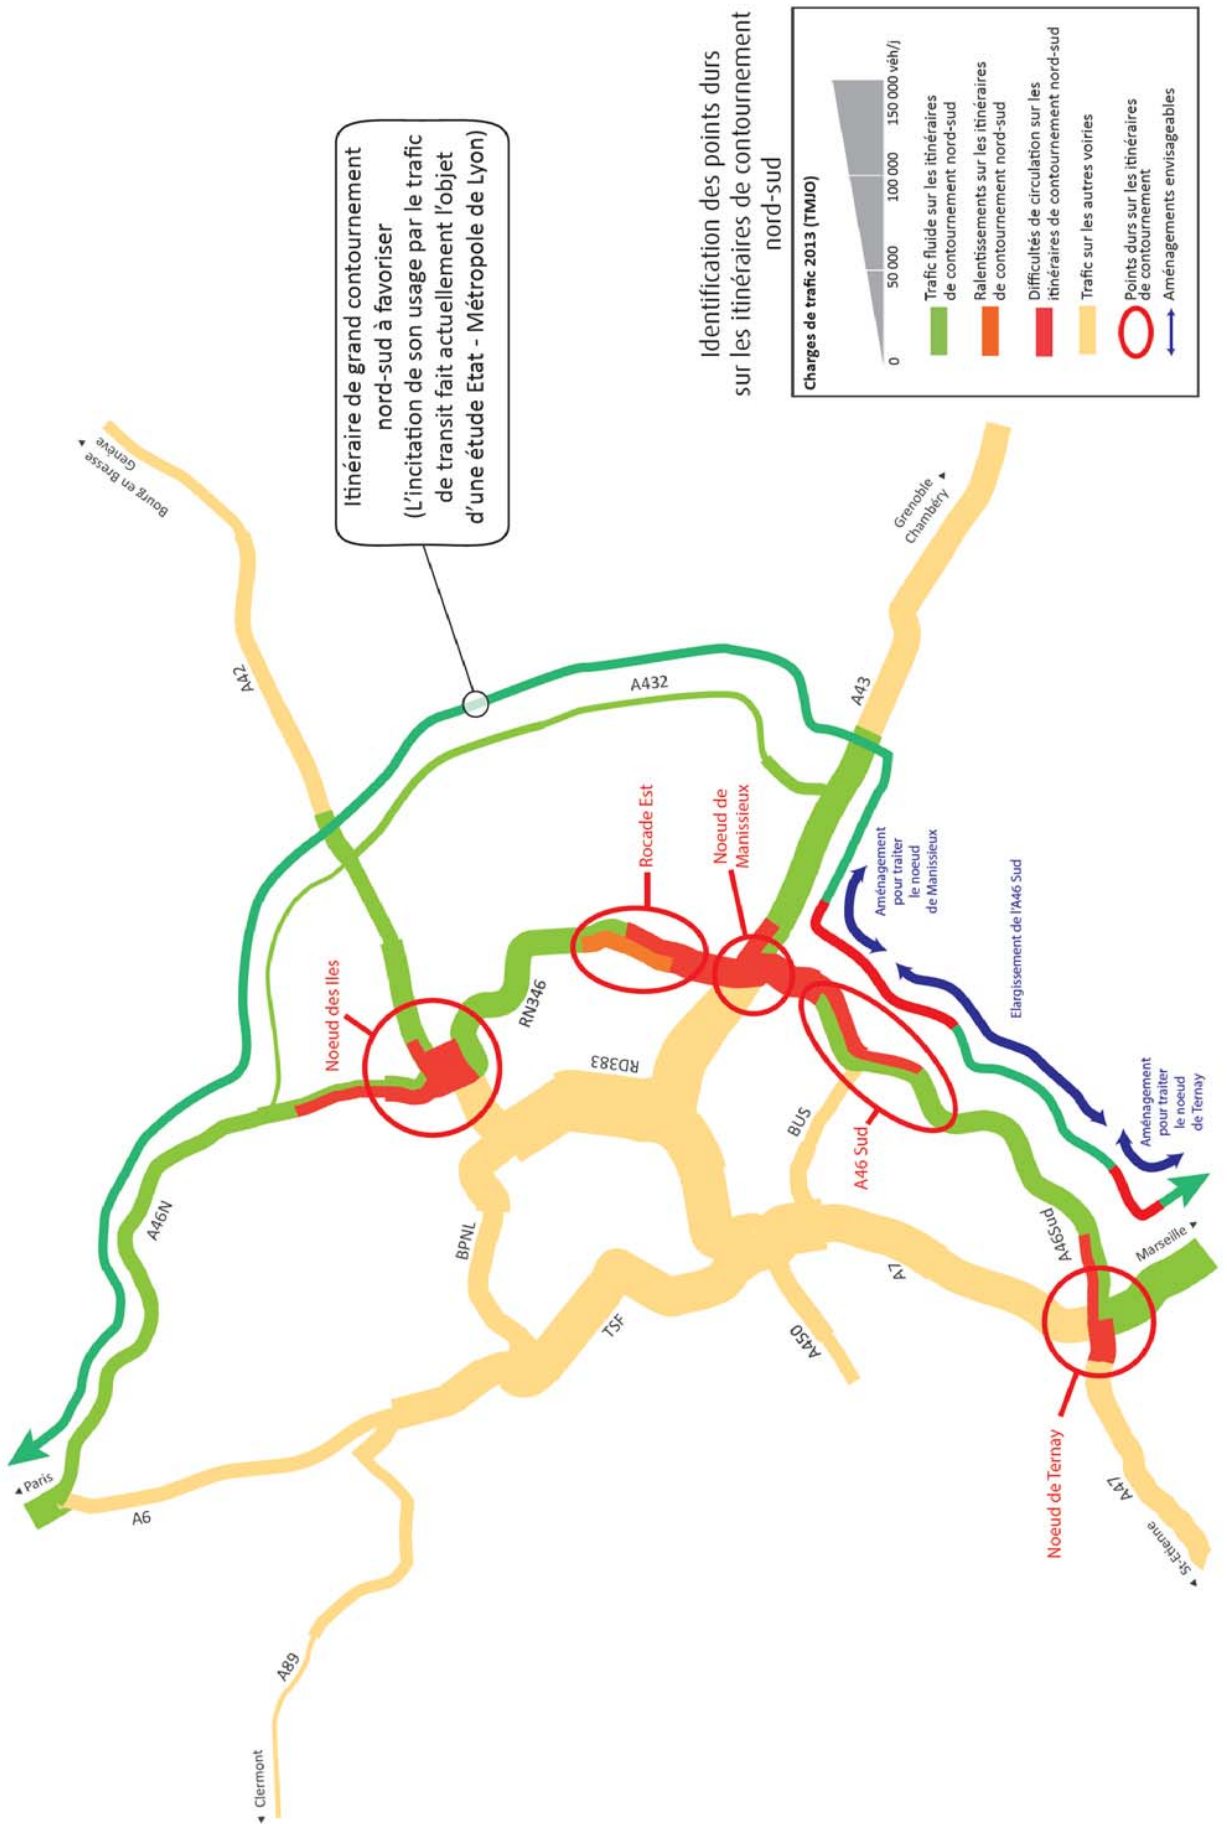 Identification des points durs
sur les itinéraires de contournement
nord-sud
Charges de trafic 2013 (TMJO)
0
50 000
100 000
150 000 véh/j
Trafic fluide sur les itinéraires
de contournement nord-sud
Ralentissements sur les itinéraires
de contournement nord-sud
Difficultés de circulation sur les
itinéraires de contournement nord-sud
Trafic sur les autres voiries
Points durs sur les itinéraires
de contournement
Aménagements envisageables
Itinéraire de grand contournement
nord-sud à favoriser
(L'incitation de son usage par le trafic
de transit fait actuellement l'objet
d'une étude Etat - Métropole de Lyon)
Bourg en Bresse
Genève
A42
A432
A43
Grenoble
Chambéry
Rocade Est
Noeud de
Manissieux
Noeud des Iles
RN346
RD383
BUS
A46 Sud
Aménagement
pour traiter
le noeud
de Manissieux
Elargissement de l'A46 Sud
Aménagement
pour traiter
le noeud
de Ternay
A46N
BPNL
TSF
A450
A7
A46Sud
Marseille
Noeud de Ternay
A47
St-Etienne
Paris
A6
A89
Clermont